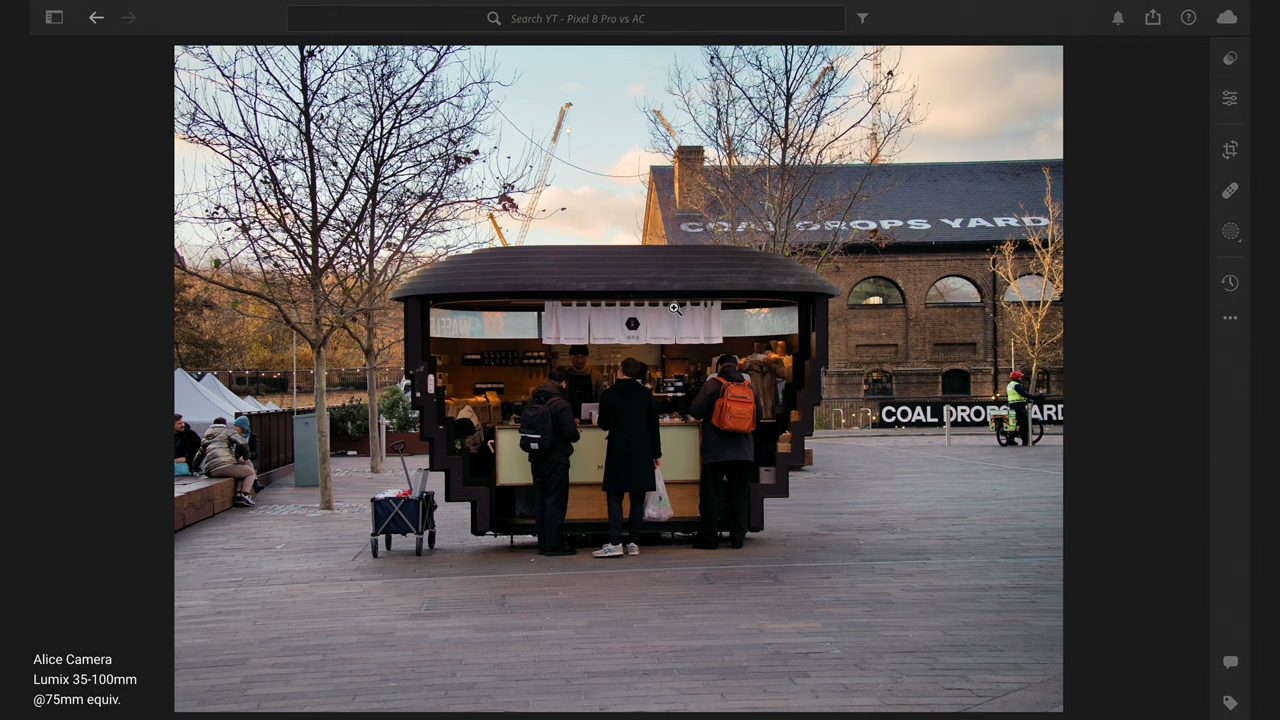 Search YT - Pixel 8 Pro vs AC
COAL DROPS YARD
COAL DROPS YARD
Alice Camera
Lumix 35-100mm
@75mm equiv.